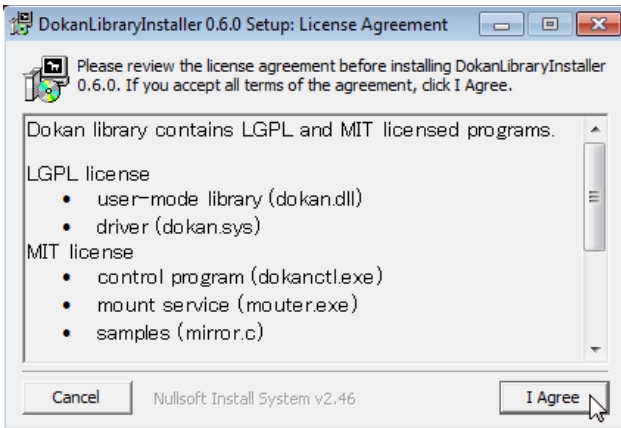 DokanLibraryInstaller 0.6.0 Setup: License Agreement
Please review the license agreement before installing DokanLibraryInstaller
0.6.0. If you accept all terms of the agreement, click I Agree.
Dokan library contains LGPL and MIT licensed programs.
LGPL license
• user-mode library (dokan.dll)
• driver (dokan.sys)
MIT license
• control program (dokanctl.exe)
• mount service (mouter.exe)
• samples (mirror.c)
Cancel
Nullsoft Install System v2.46
I Agree